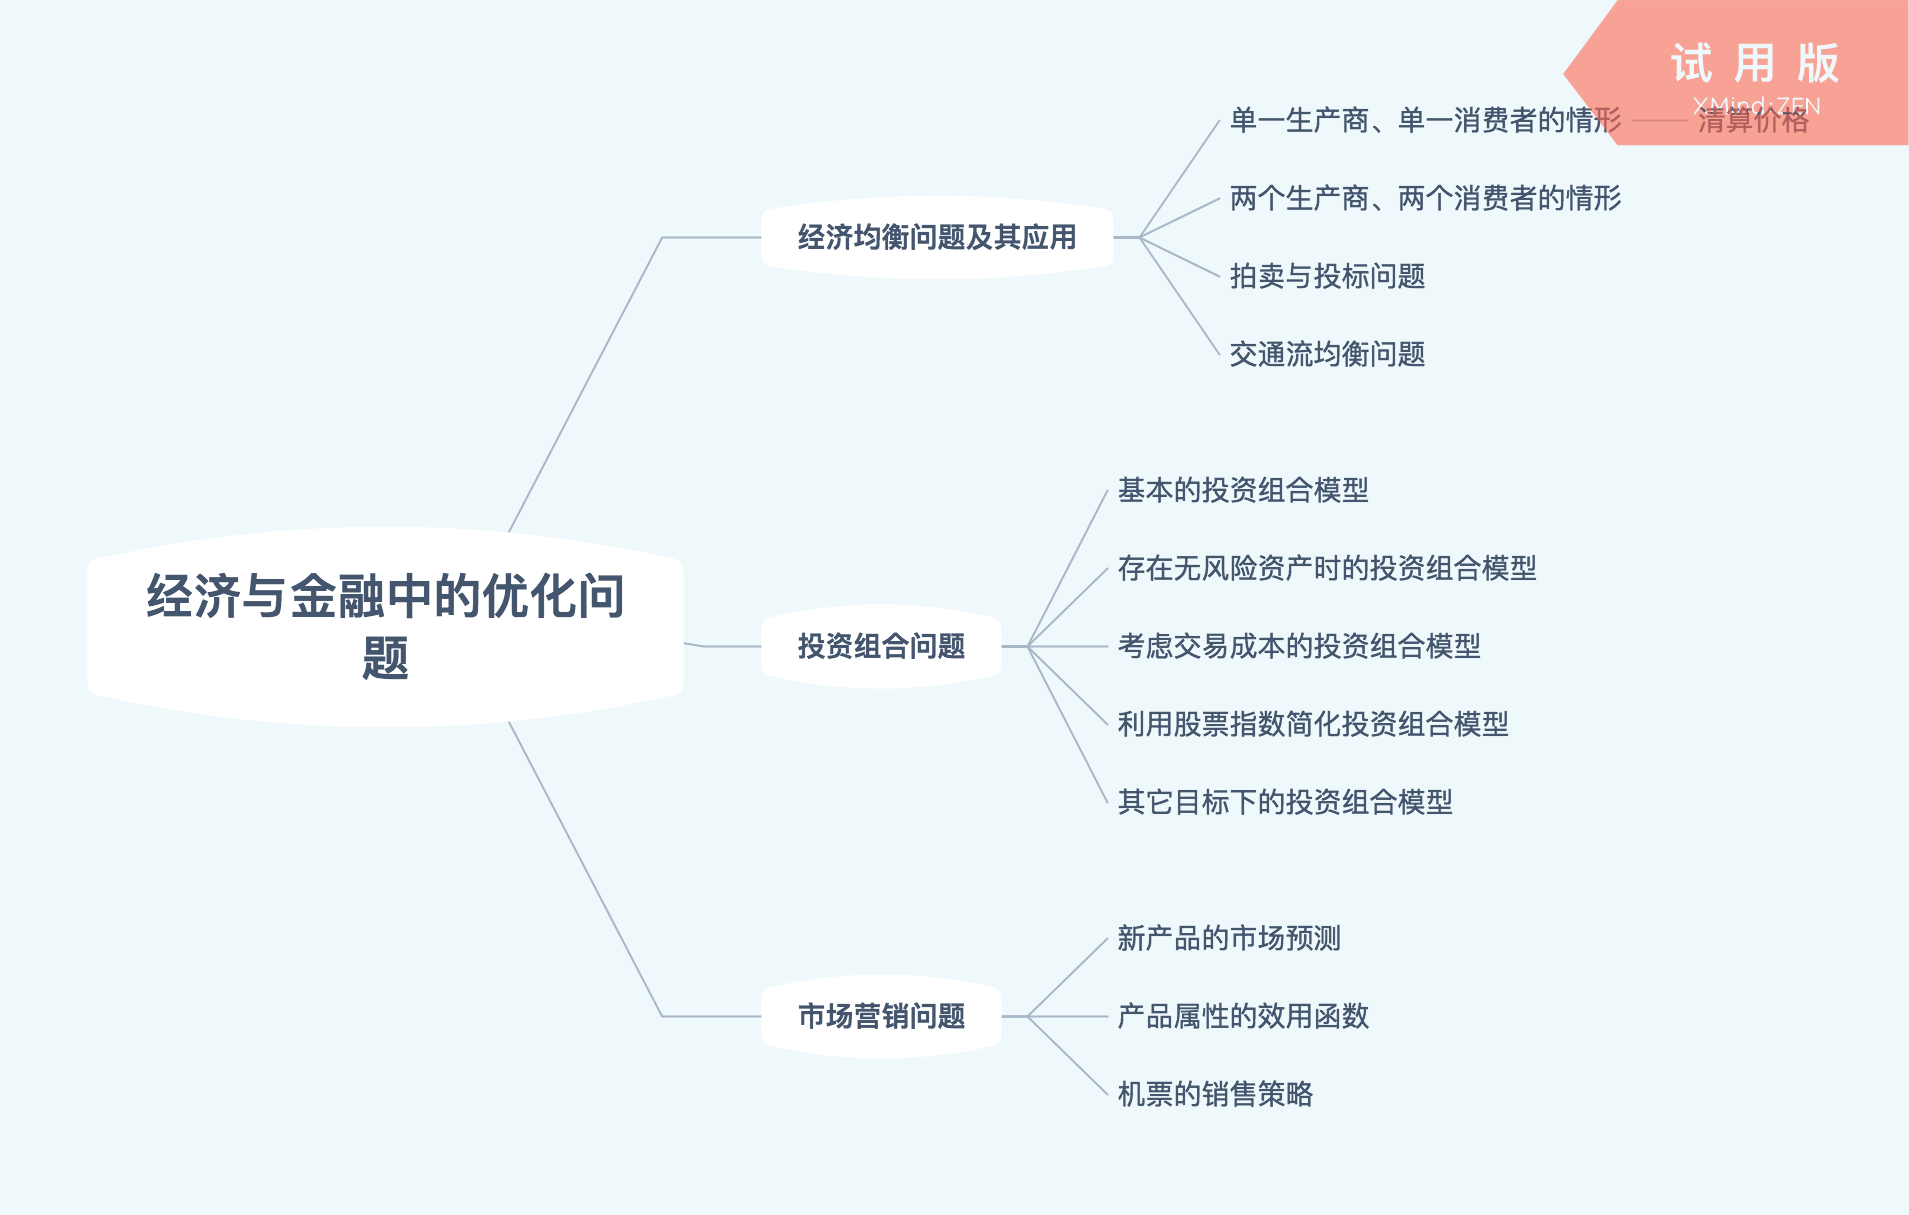 试用版
XMind:ZEN
单一生产商、单一消费者的情形
清算价格
两个生产商、两个消费者的情形
经济均衡问题及其应用
拍卖与投标问题
交通流均衡问题
基本的投资组合模型
存在无风险资产时的投资组合模型
经济与金融中的优化问
题
投资组合问题
考虑交易成本的投资组合模型
利用股票指数简化投资组合模型
其它目标下的投资组合模型
新产品的市场预测
市场营销问题
产品属性的效用函数
机票的销售策略